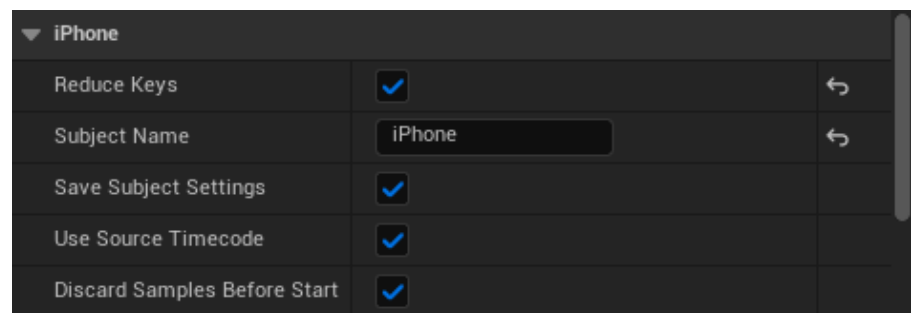 iPhone
Reduce Keys
Subject Name iPhone
Save Subject Settings
Use Source Timecode
Discard Samples Before Start